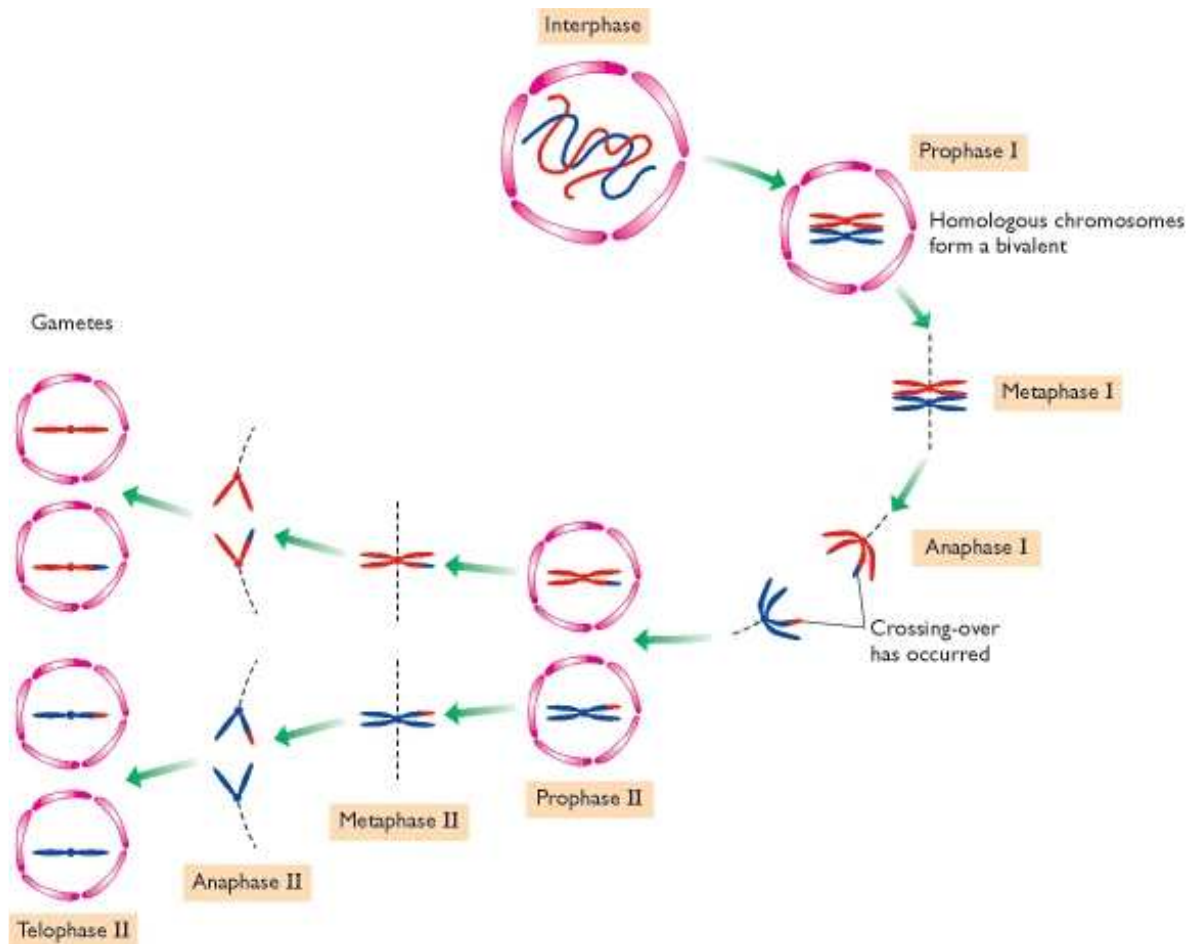 Interphase
Prophase I
Homologous chromosomes
form a bivalent
Gametes
Metaphase I
Anaphase I
Crossing-over
has occurred
Prophase II
Metaphase II
Anaphase II
Telophase II